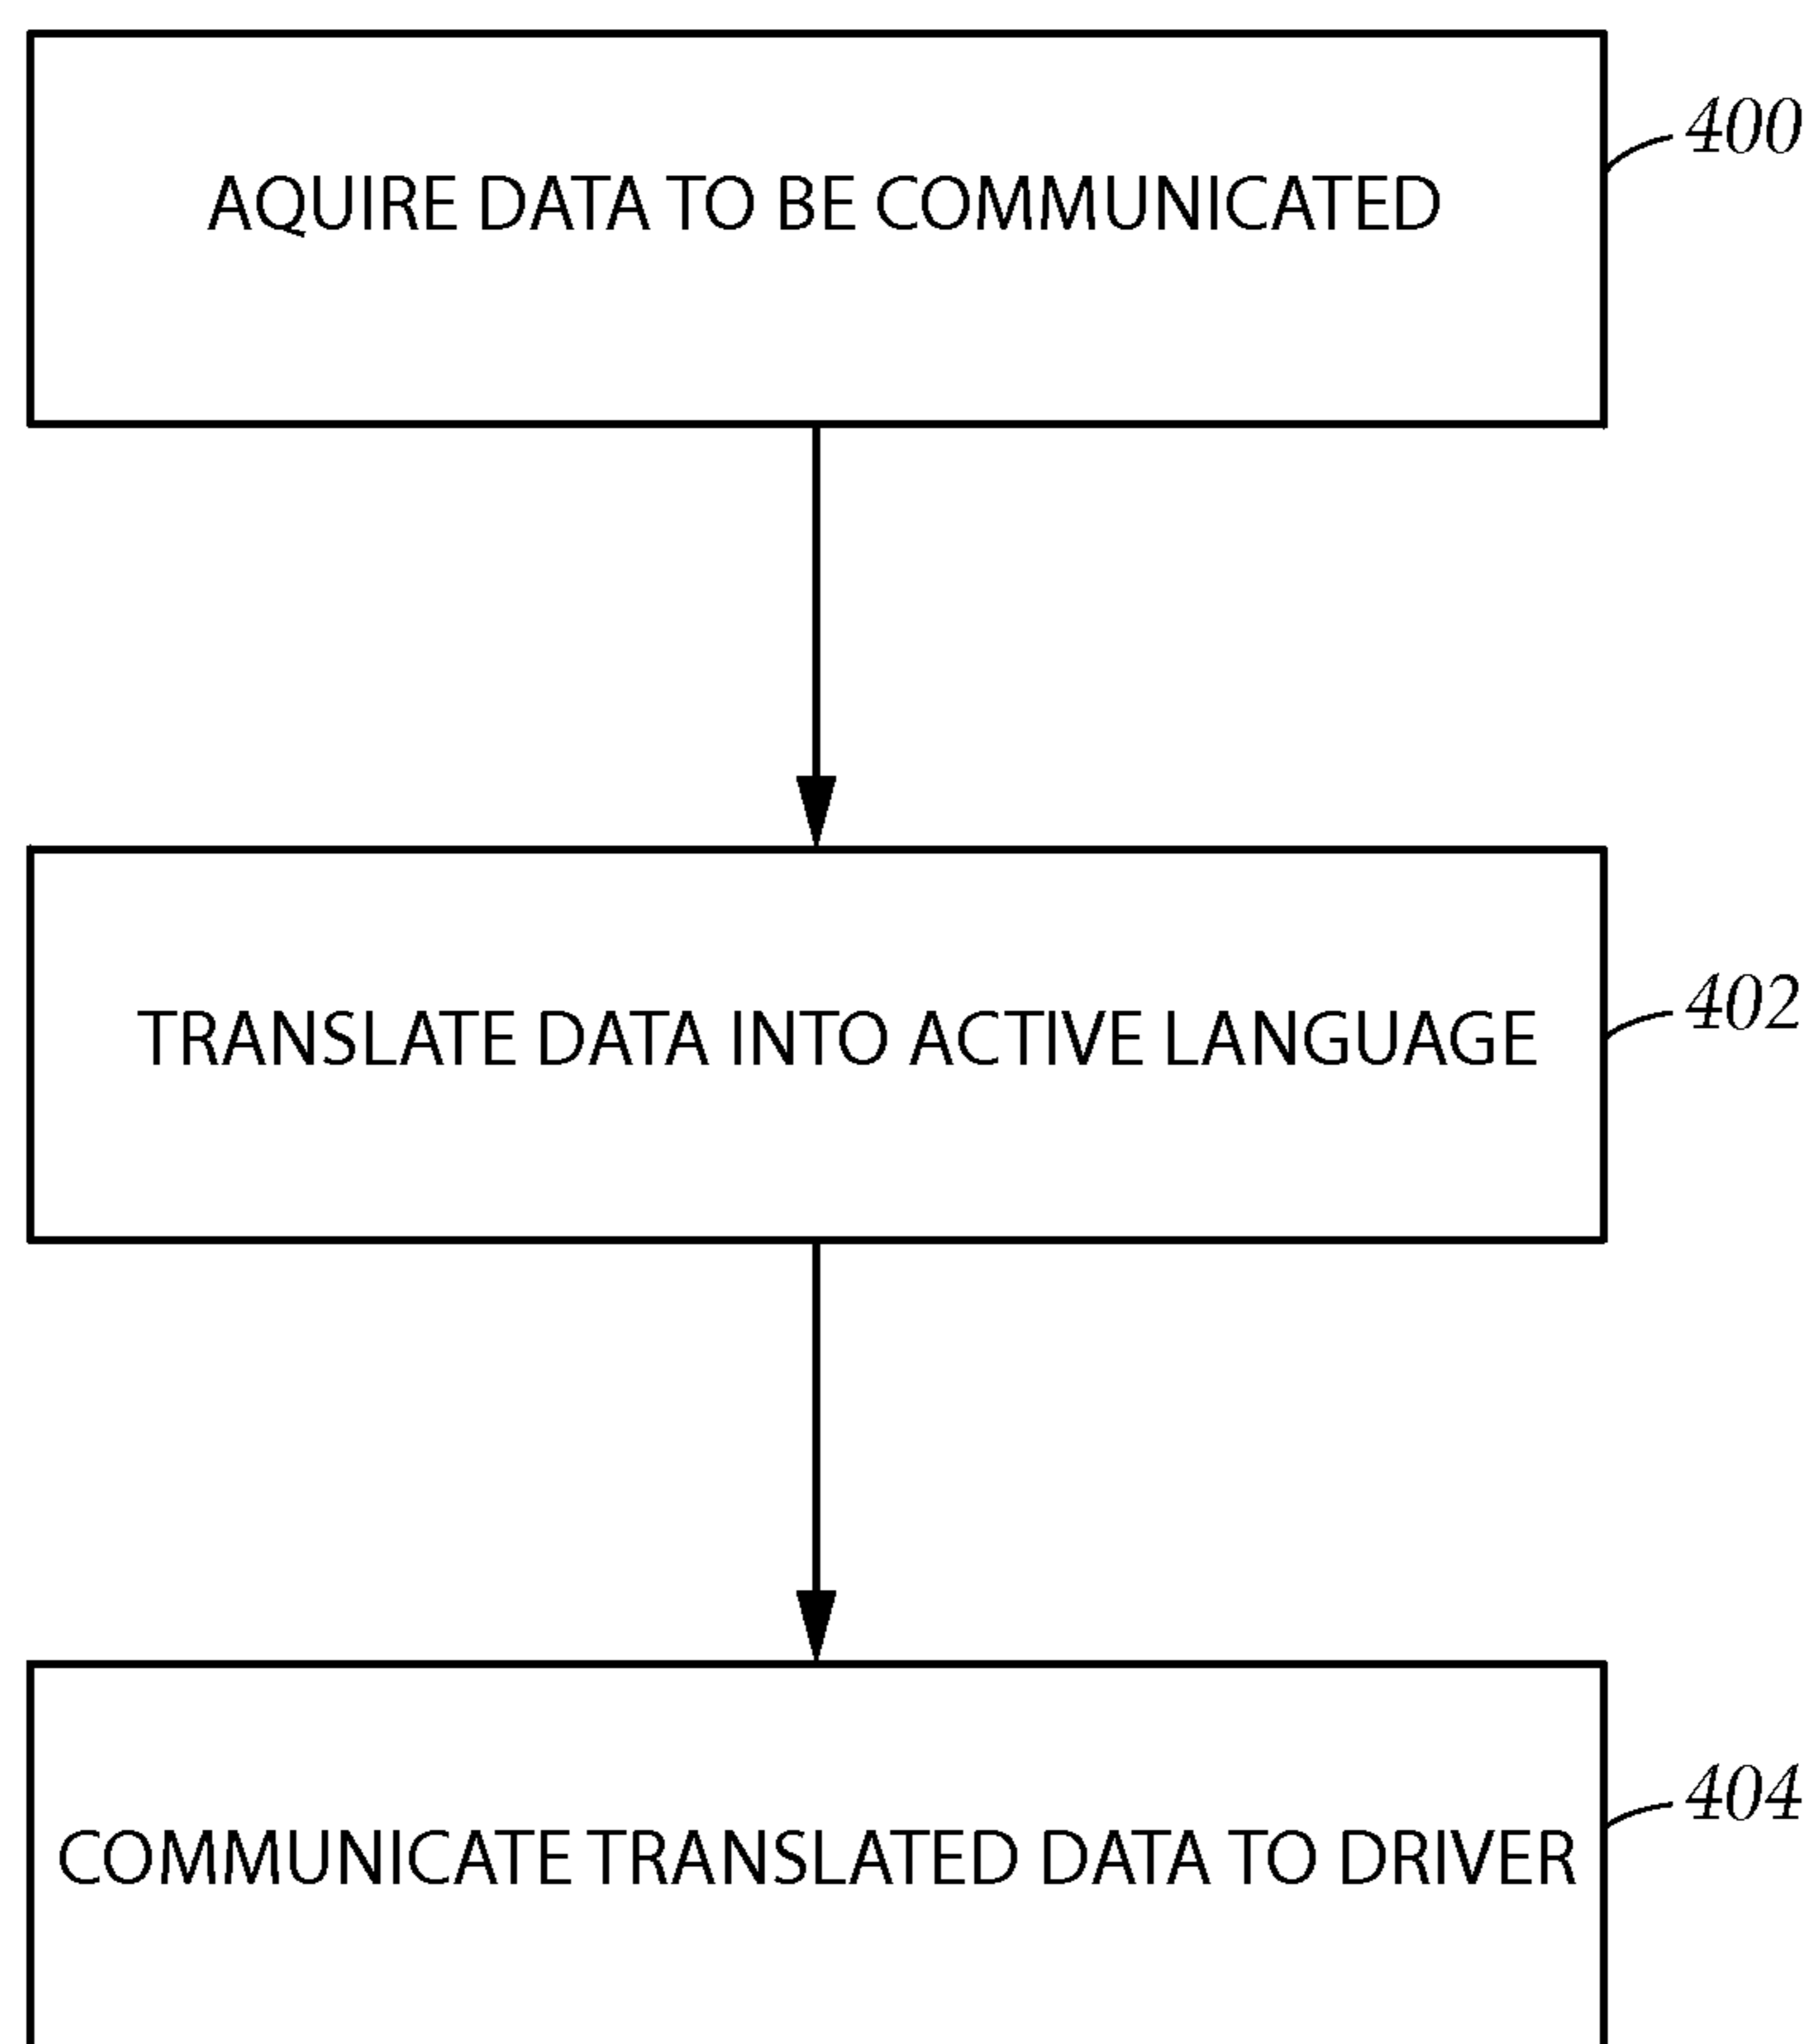 AQUIRE DATA TO BE COMMUNICATED
400
TRANSLATE DATA INTO ACTIVE LANGUAGE
402
COMMUNICATE TRANSLATED DATA TO DRIVER
404